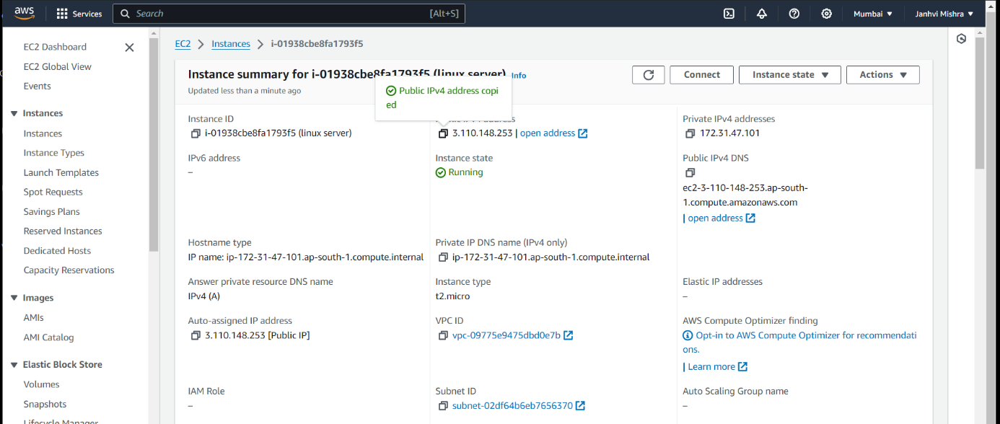 aws
Services
Search
[Alt+S]
Mumbai
Janhvi Mishra
EC2 Dashboard
EC2 Global View
Events
Instances
Instances
Instance Types
Launch Templates
Spot Requests
Savings Plans
Reserved Instances
Dedicated Hosts
Capacity Reservations
Images
AMIs
AMI Catalog
Elastic Block Store
Volumes
Snapshots
Lifecycle Manager
EC2
Instances
i-01938cbe8fa1793f5
Instance summary for i-01938cbe8fa1793f5 (linux server) Info
Updated less than a minute ago
Connect
Instance state
Actions
Public IPv4 address copi
ed
Instance ID
i-01938cbe8fa1793f5 (linux server)
3.110.148.253 | open address
Private IPv4 addresses
172.31.47.101
IPv6 address
–
Instance state
Running
Public IPv4 DNS
ec2-3-110-148-253.ap-south-
1.compute.amazonaws.com
| open address
Hostname type
IP name: ip-172-31-47-101.ap-south-1.compute.internal
Private IP DNS name (IPv4 only)
ip-172-31-47-101.ap-south-1.compute.internal
Answer private resource DNS name
IPv4 (A)
Instance type
t2.micro
Elastic IP addresses
–
Auto-assigned IP address
3.110.148.253 [Public IP]
VPC ID
vpc-09775e9475dbd0e7b
AWS Compute Optimizer finding
Opt-in to AWS Compute Optimizer for recommendati
ons.
| Learn more
IAM Role
–
Subnet ID
subnet-02df64b6eb7656370
Auto Scaling Group name
–